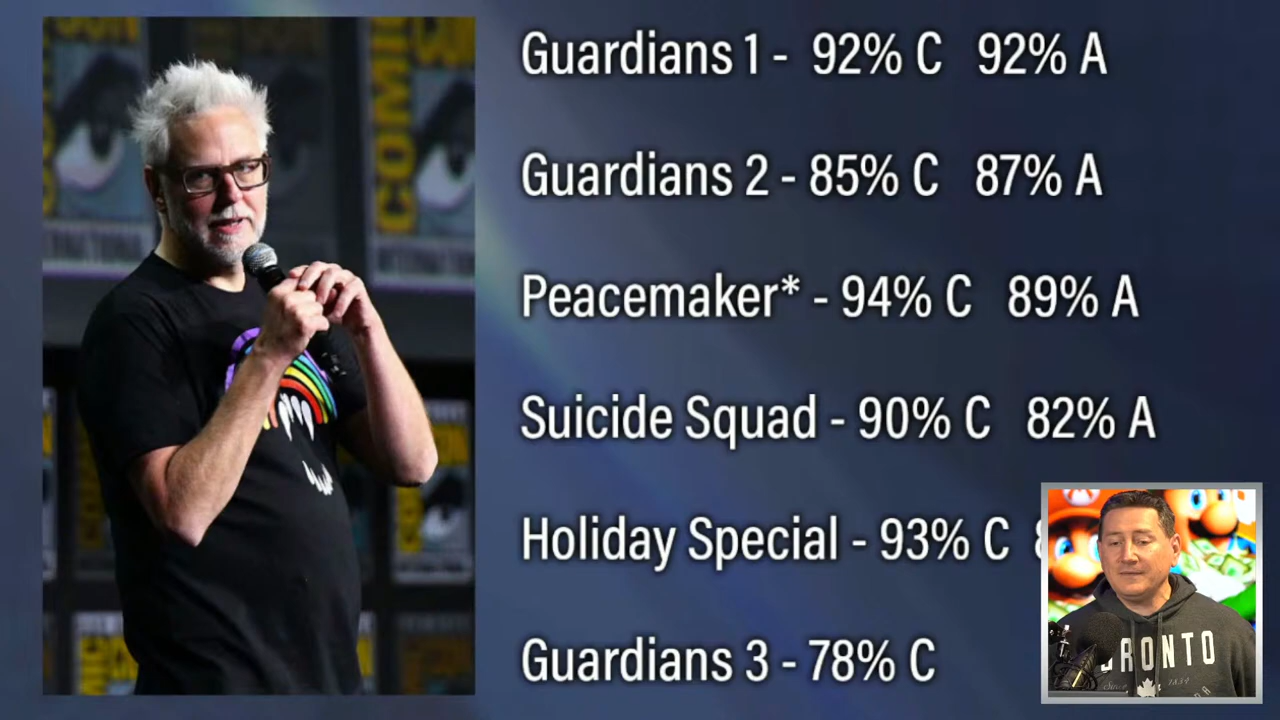 Guardians 1 - 92% C 92% A
Guardians 2 - 85% C 87% A
Peacemaker* - 94% C 89% A
Suicide Squad - 90% C 82% A
Holiday Special - 93% C
Guardians 3 - 78% C
COMIC